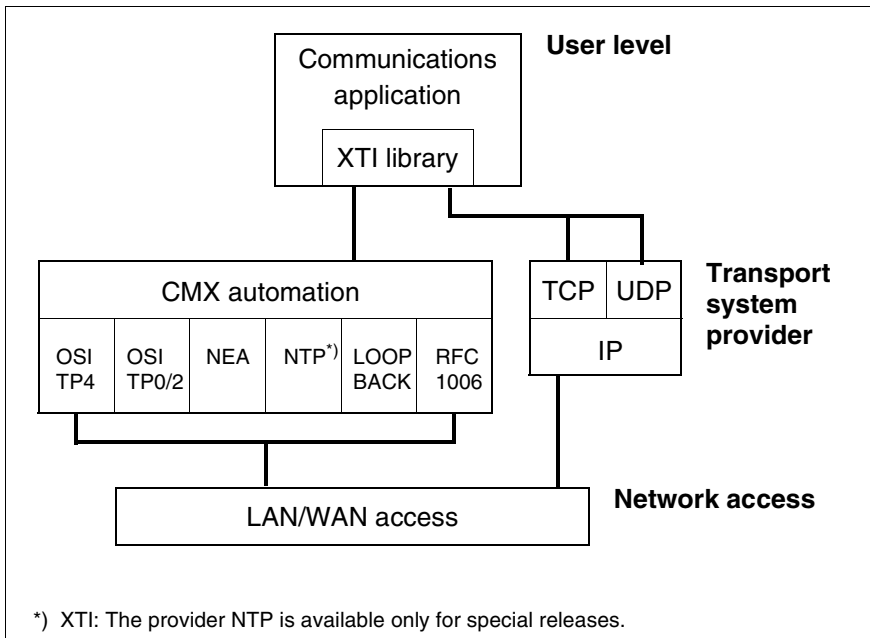 User level
Communications
application
XTI library
CMX automation
OSI
TP4
OSI
TP0/2
NEA
NTP*)
LOOP
BACK
RFC
1006
TCP
UDP
IP
Transport
system
provider
LAN/WAN access
Network access
*) XTI: The provider NTP is available only for special releases.